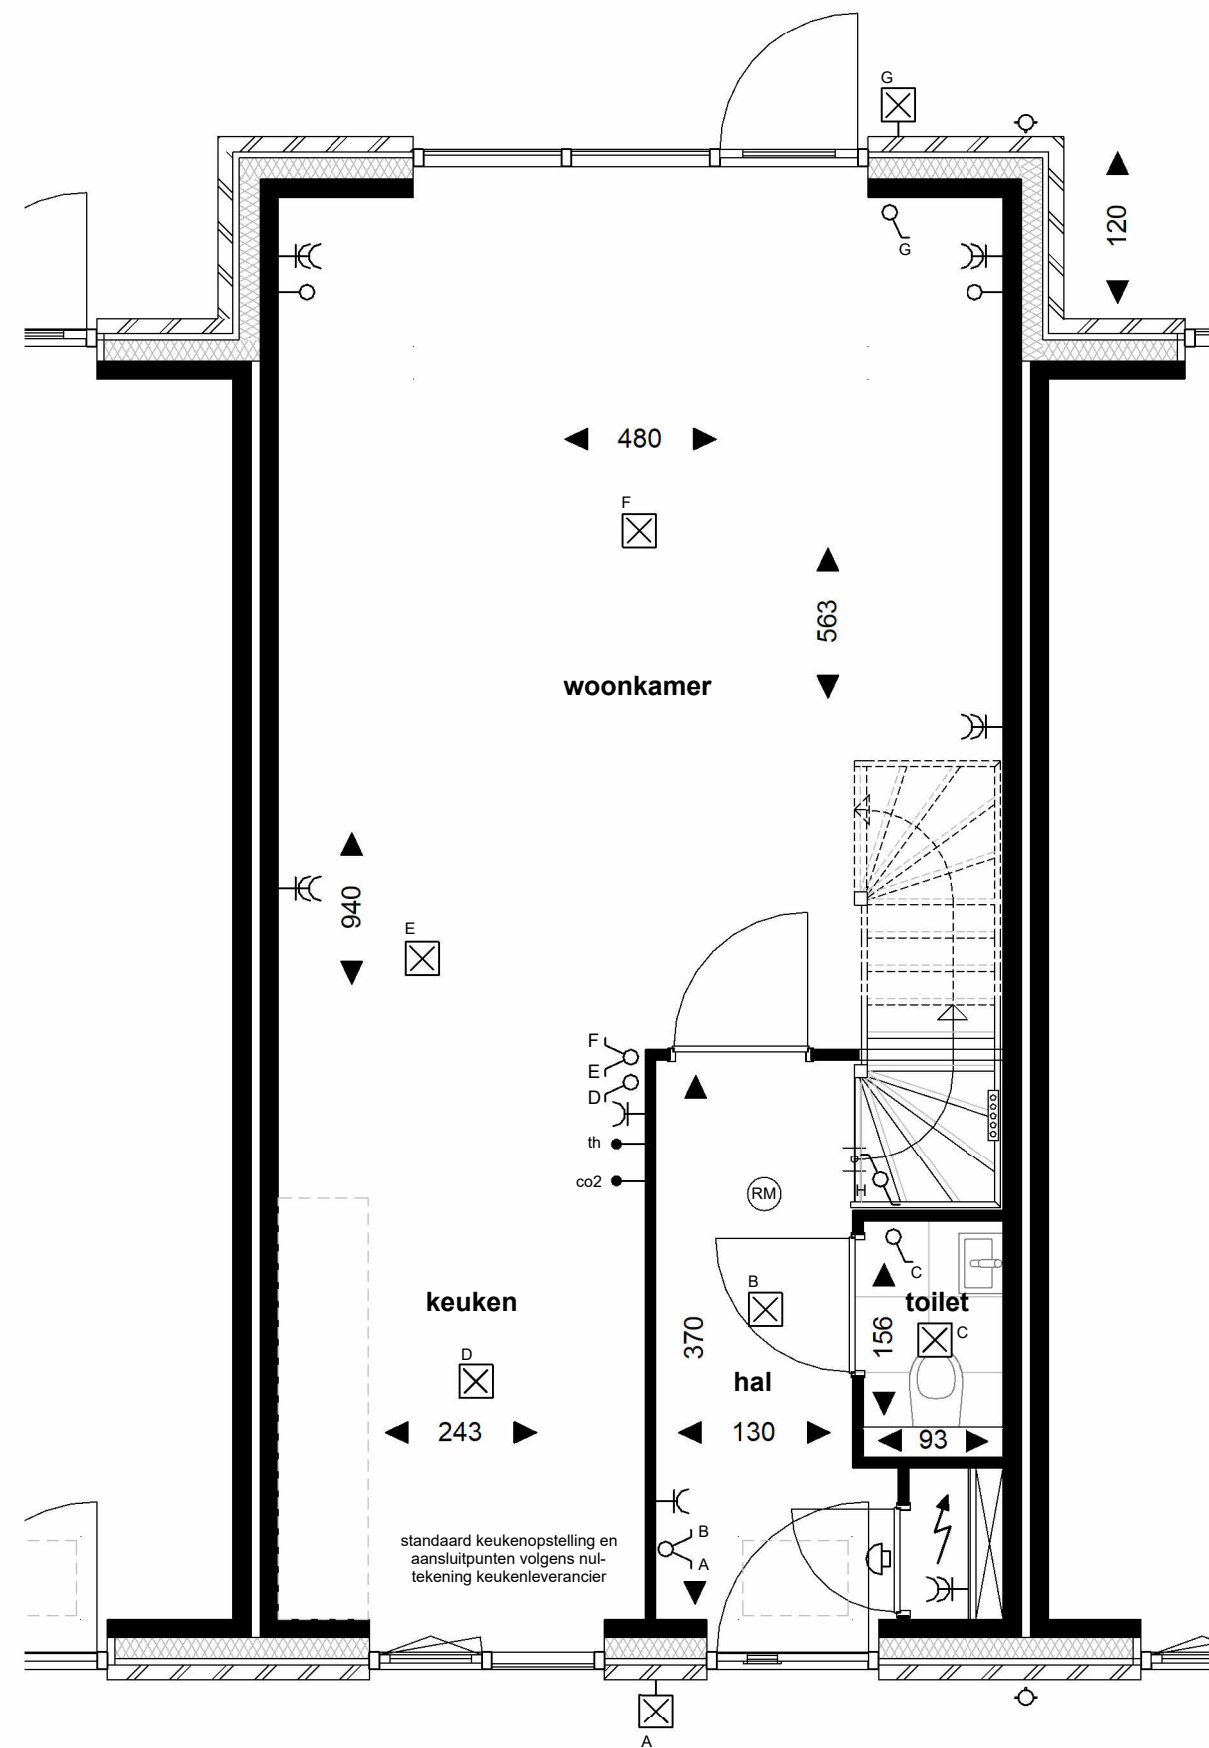 G
G
120
480
F
563
woonkamer
940
E
F
E
D
th
co2
RM
H
C
B
keuken
toilet
370
156
C
D
hal
243
130
93
standaard keukenopstelling en
aansluitpunten volgens nul-
tekening keukenleverancier
B
A
A